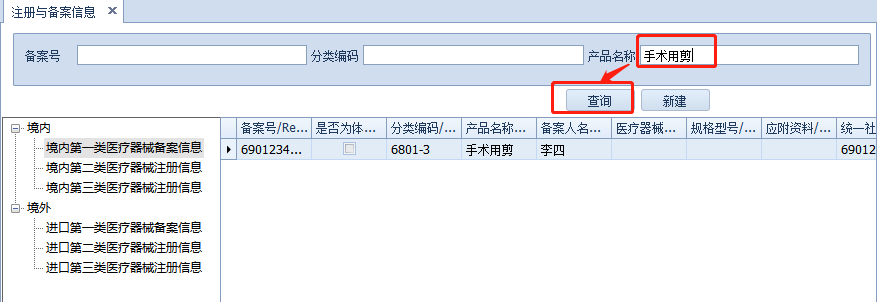 注册与备案信息
备案号 分类编码 产品名称 手术用剪
查询 新建
境内
境内第一类医疗器械备案信息
境内第二类医疗器械注册信息
境内第三类医疗器械注册信息
境外
进口第一类医疗器械备案信息
进口第二类医疗器械注册信息
进口第三类医疗器械注册信息
备案号/Re... 是否为体... 分类编码/... 产品名称... 备案人名... 医疗器械... 规格型号/... 应附资料/... 统一社
6901234... 6801-3 手术用剪 李四 69012